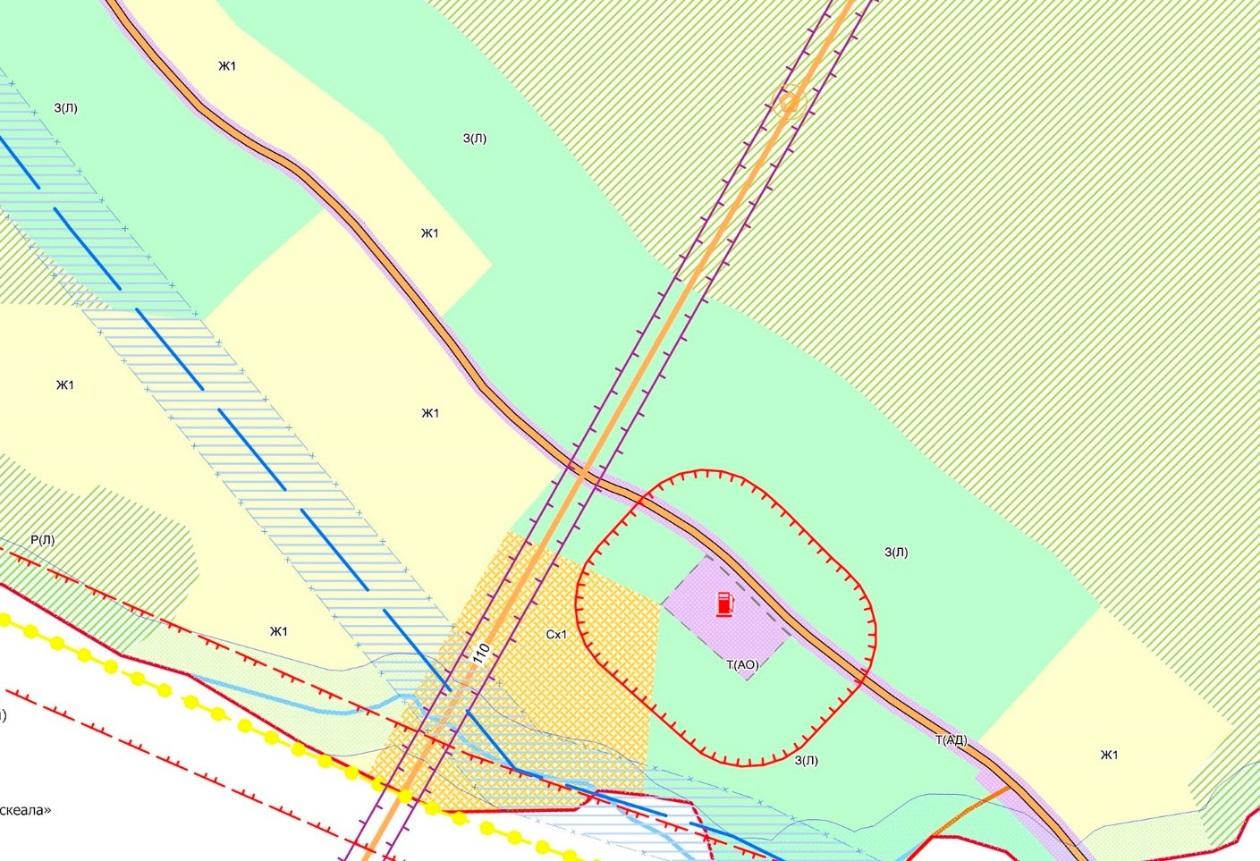 Ж1
З(Л)
З(Л)
Ж1
Ж1
Ж1
Р(Л)
З(Л)
Ж1
Сх1
110
Т(АО)
)
Т(АД)
Ж1
З(Л)
скеала»